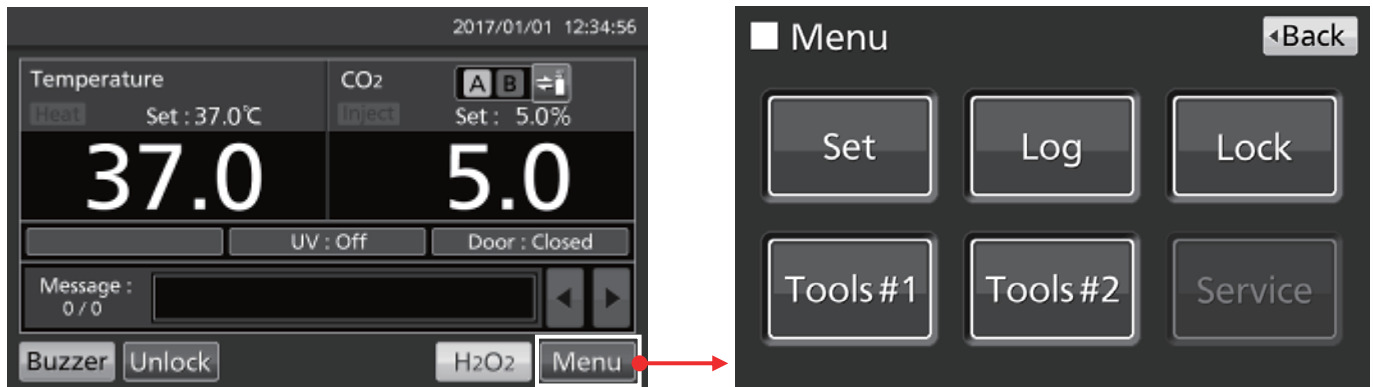 2017/01/01 12:34:56
Temperature
Heat Set : 37.0℃
37.0
CO2 A B
Inject Set : 5.0%
5.0
UV : Off
Door : Closed
Message :
0 / 0
Buzzer Unlock H2O2 Menu
Menu
Back
Set Log Lock
Tools #1 Tools #2 Service